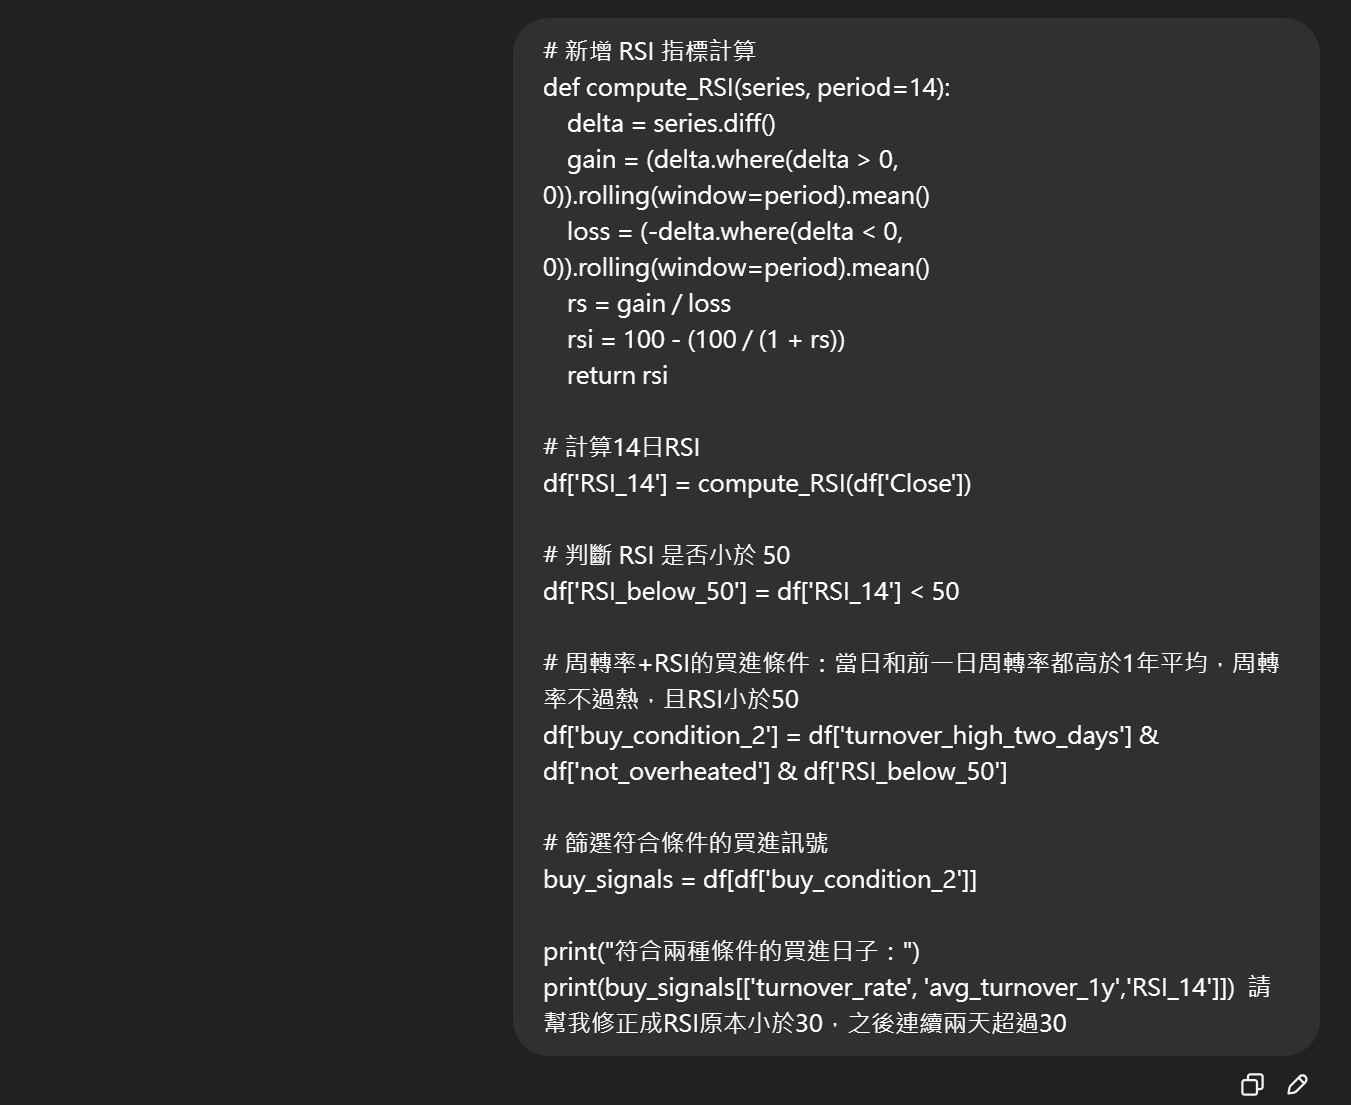 # 新增 RSI 指標計算
def compute_RSI(series, period=14):
    delta = series.diff()
    gain = (delta.where(delta > 0,
0)).rolling(window=period).mean()
    loss = (-delta.where(delta < 0,
0)).rolling(window=period).mean()
    rs = gain / loss
    rsi = 100 - (100 / (1 + rs))
    return rsi
# 計算14日RSI
df['RSI_14'] = compute_RSI(df['Close'])
# 判斷 RSI 是否小於 50
df['RSI_below_50'] = df['RSI_14'] < 50
# 周轉率+RSI的買進條件：當日和前一日周轉率都高於1年平均，周轉
率不過熱，且RSI小於50
df['buy_condition_2'] = df['turnover_high_two_days'] &
df['not_overheated'] & df['RSI_below_50']
# 篩選符合條件的買進訊號
buy_signals = df[df['buy_condition_2']]
print("符合兩種條件的買進日子：")
print(buy_signals[['turnover_rate', 'avg_turnover_1y','RSI_14']])  請
幫我修正成RSI原本小於30，之後連續兩天超過30